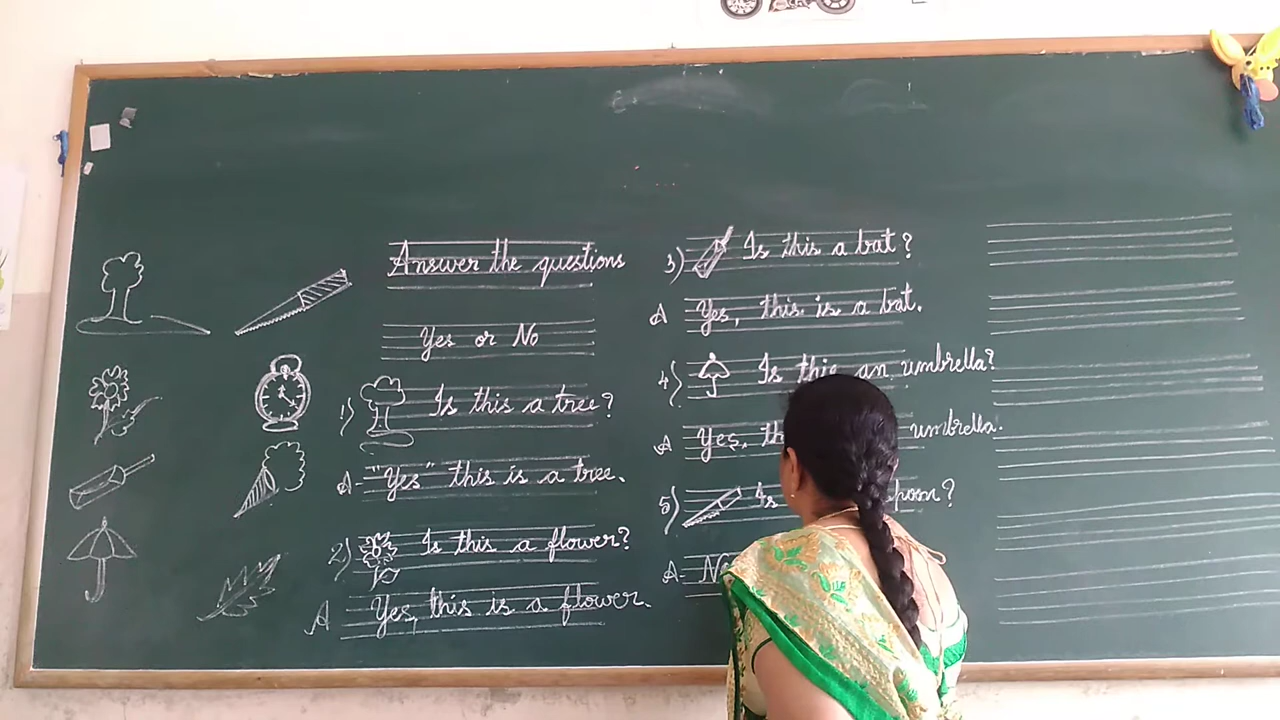 Answer the questions
Yes or No
1) Is this a tree?
A- "Yes" this is a tree.
2) Is this a flower?
A Yes, this is a flower.
3) Is this a bat?
A Yes, this is a bat.
4) Is this an umbrella?
A Yes, umbrella.
5) Is
A- No